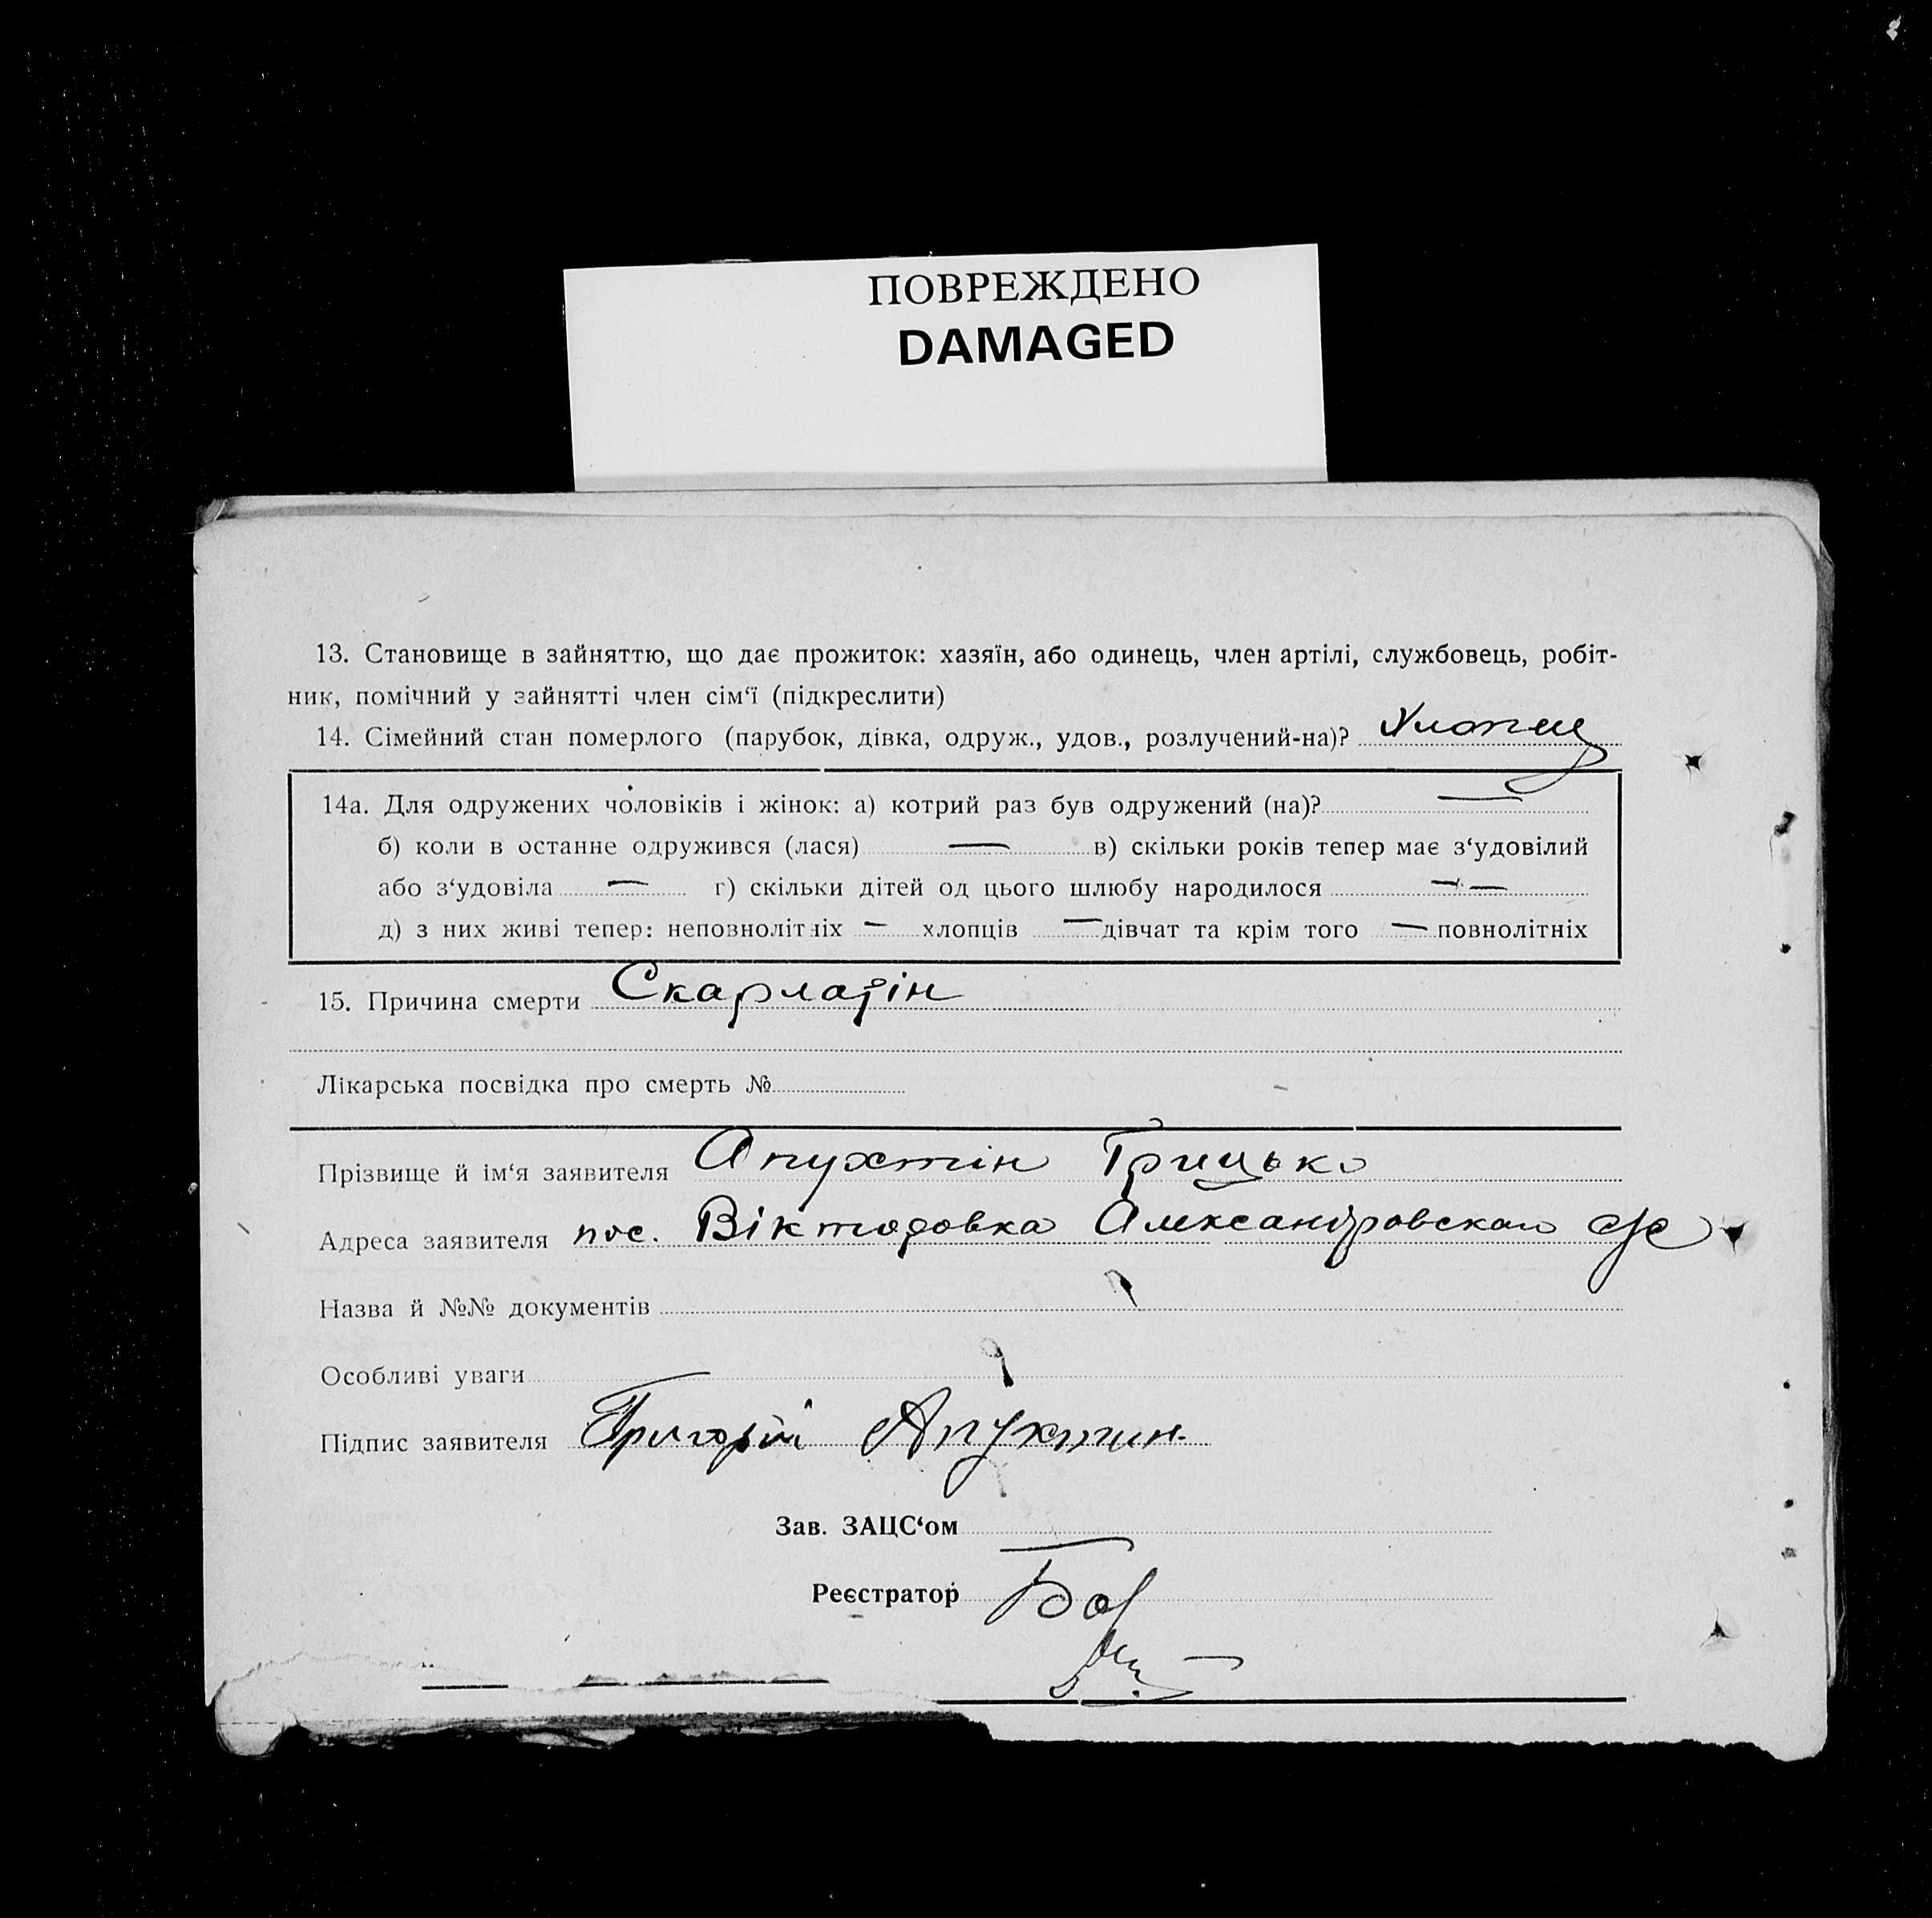 ПОВРЕЖДЕНО
DAMAGED
13. Становище в зайняттю, що дає прожиток: хазяїн, або одинець, член артілі, службовець, робіт-
ник, помічний у зайнятті член сім‘ї (підкреслити)
14. Сімейний стан померлого (парубок, дівка, одруж., удов., розлучений-на)? Хлопец
14а. Для одружених чоловіків і жінок: а) котрий раз був одружений (на)? —
б) коли в останне одружився (лася) — в) скільки років тепер має з‘удовілий
або з‘удовіла — г) скільки дітей од цього шлюбу народилося — —
д) з них живі тепер: неповнолітніх — хлопців — дівчат та крім того — повнолітніх
15. Причина смерти Скарлатін
Лікарська посвідка про смерть №
Прізвище й ім‘я заявителя Апухтін Грицько
Адреса заявителя пос. Вікторовка Александровскаи с/с
Назва й №№ документів
Особливі уваги
Підпис заявителя Григорій Апухтин.
Зав. ЗАЦС‘ом
Реєстратор